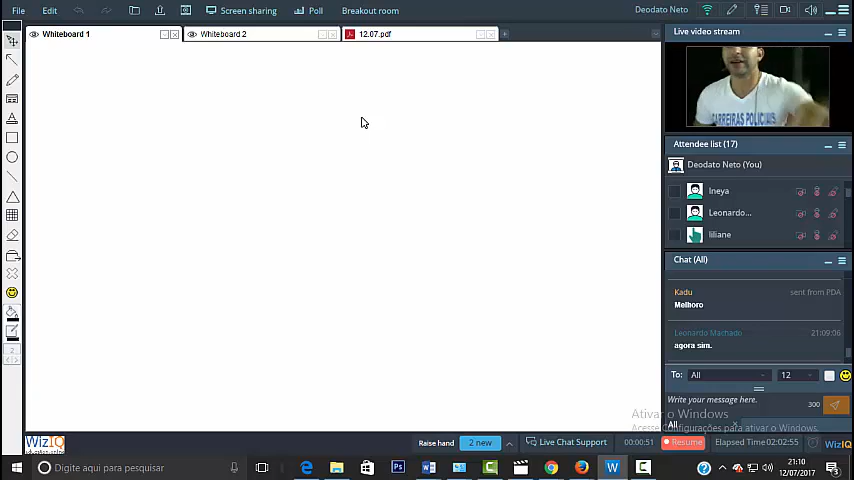 File Edit Screen sharing Poll Breakout room Deodato Neto
Whiteboard 1 Whiteboard 2 12.07.pdf
Live video stream
CARREIRAS POLICIAIS
Attendee list (17)
Deodato Neto (You)
Ineya
Leonardo...
liliane
Chat (All)
Kadu sent from PDA
Melhoro
Leonardo Machado 21:09:06
agora sim.
To: All 12
Write your message here. 300
Ativar o Windows
Acesse Configurações para ativar o Windows.
All
WizIQ
Raise hand 2 new Live Chat Support 00:00:51 Resume Elapsed Time 02:02:55 WizIQ
Digite aqui para pesquisar
21:10
12/07/2017